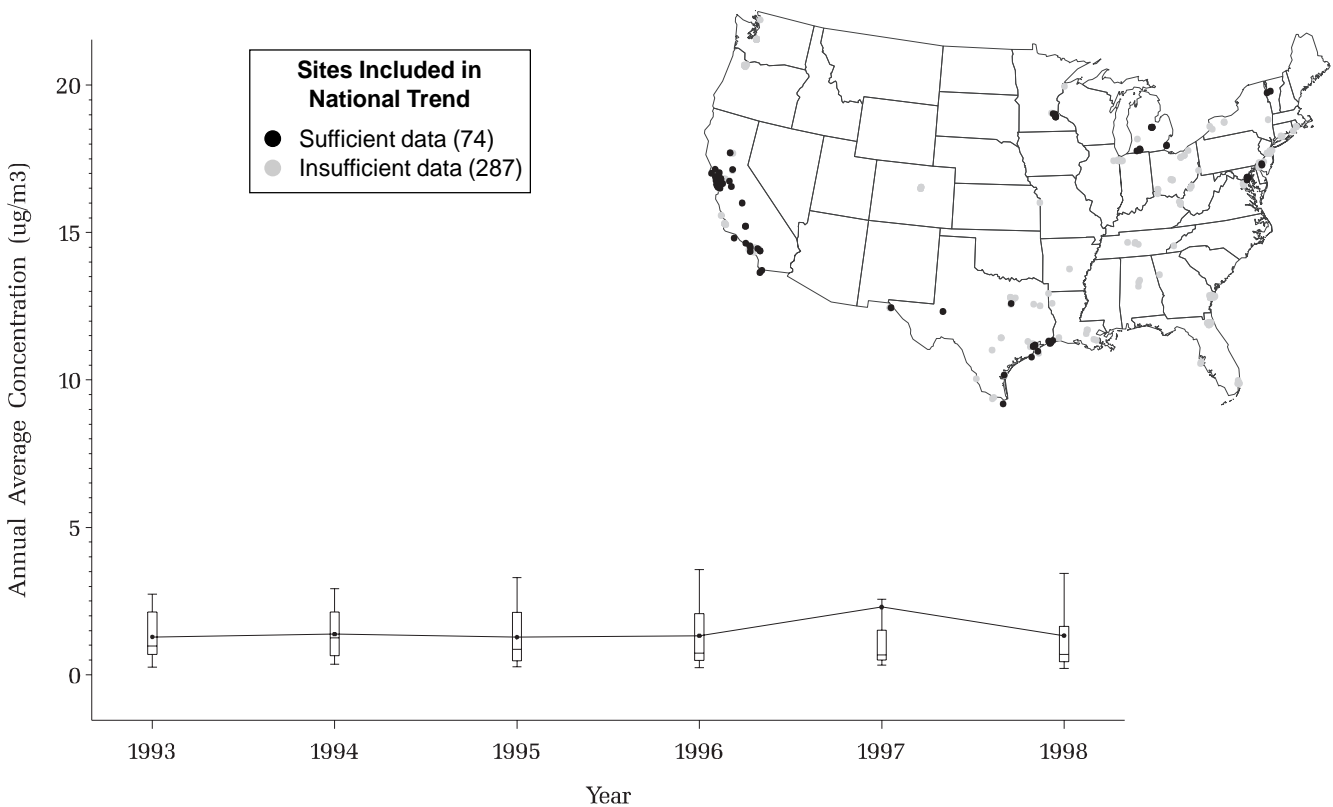 Sites Included in
National Trend
Sufficient data (74)
Insufficient data (287)
Annual Average Concentration (ug/m3)
20
15
10
5
0
1993 1994 1995 1996 1997 1998
Year